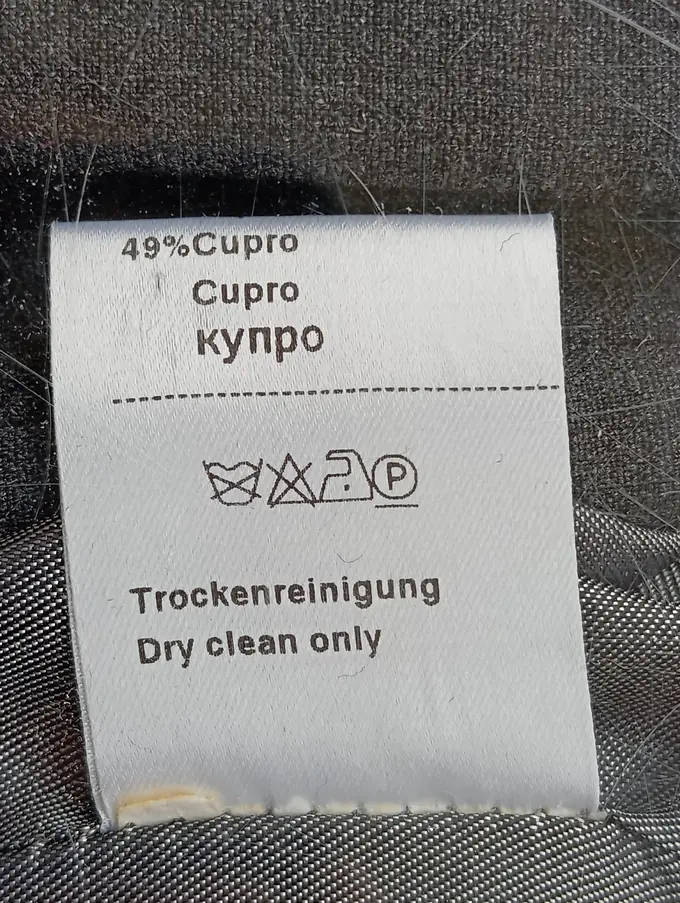 49%Cupro
Cupro
купро
P
Trockenreinigung
Dry clean only